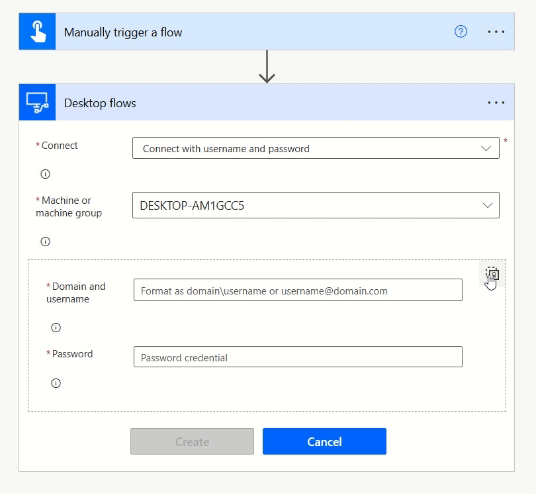 Manually trigger a flow
Desktop flows
* Connect
Connect with username and password
*
* Machine or
machine group
DESKTOP-AM1GCC5
* Domain and
username
Format as domain\username or username@domain.com
* Password
Password credential
Create
Cancel